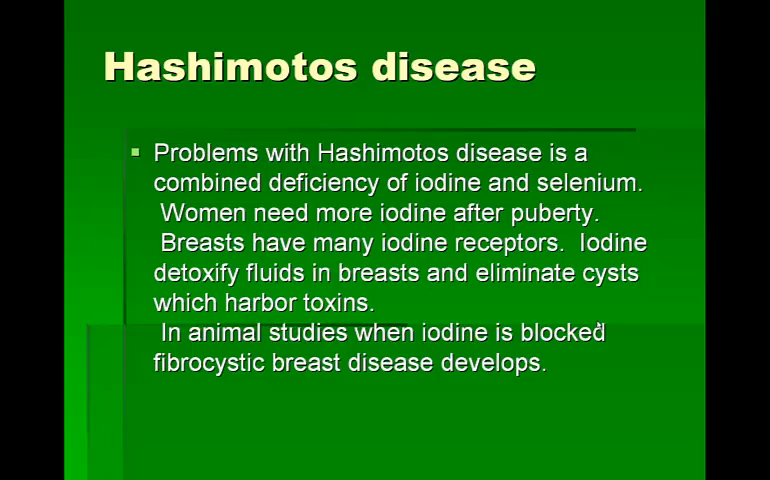 Hashimotos disease
Problems with Hashimotos disease is a
combined deficiency of iodine and selenium.
Women need more iodine after puberty.
Breasts have many iodine receptors.  Iodine
detoxify fluids in breasts and eliminate cysts
which harbor toxins.
In animal studies when iodine is blocked
fibrocystic breast disease develops.